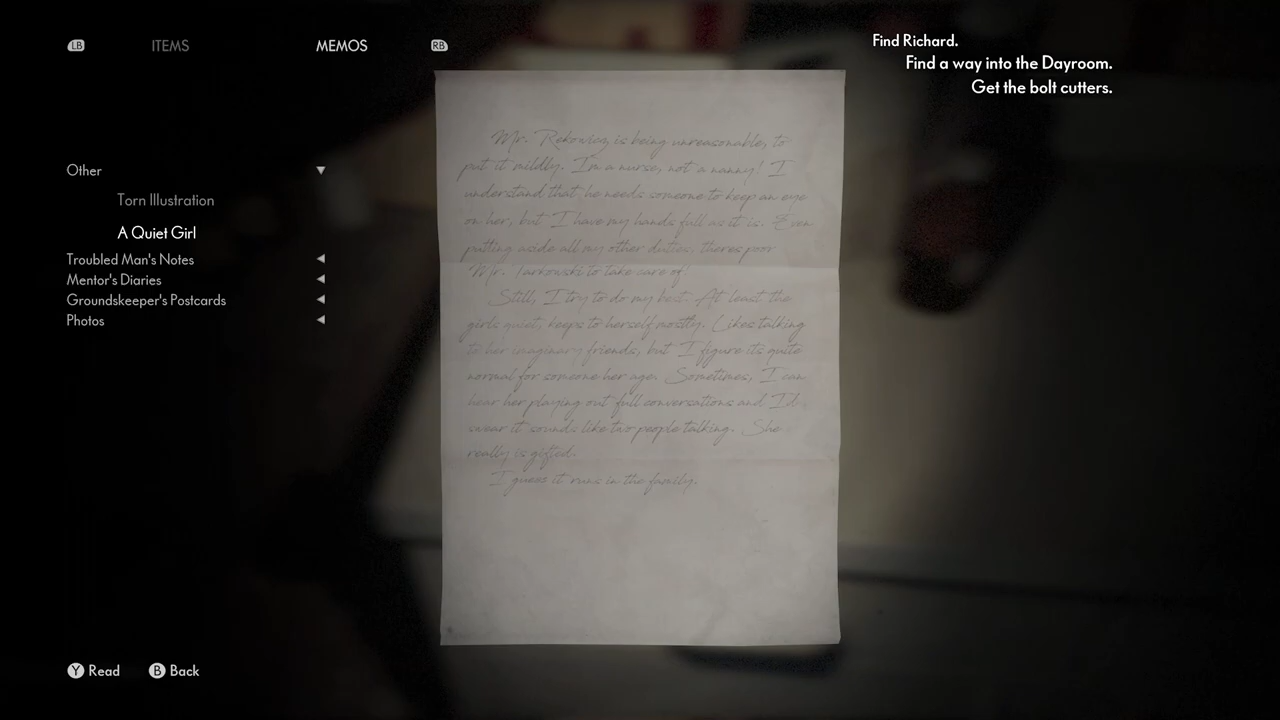 LB ITEMS MEMOS RB
Find Richard.
Find a way into the Dayroom.
Get the bolt cutters.
Other
Torn Illustration
A Quiet Girl
Troubled Man's Notes
Mentor's Diaries
Groundskeeper's Postcards
Photos
Mr. Rekowicz is being unreasonable, to
put it mildly. I'm a nurse, not a nanny! I
understand that he needs someone to keep an eye
on her, but I have my hands full as it is. Even
putting aside all my other duties, theres poor
Mr. Tarkowski to take care of!
Still, I try to do my best. At least the
girls quiet, keeps to herself mostly. Likes talking
to her imaginary friends, but I figure its quite
normal for someone her age. Sometimes, I can
hear her playing out full conversations and I'd
swear it sounds like two people talking. She
really is gifted.
I guess it runs in the family.
Y Read B Back